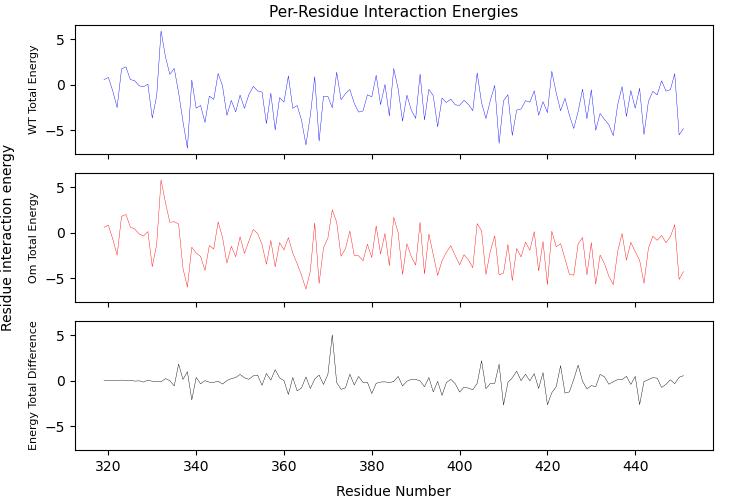 Per-Residue Interaction Energies
Residue interaction energy
WT Total Energy
5
0
−5
Om Total Energy
5
0
−5
Energy Total Difference
5
0
−5
320 340 360 380 400 420 440
Residue Number